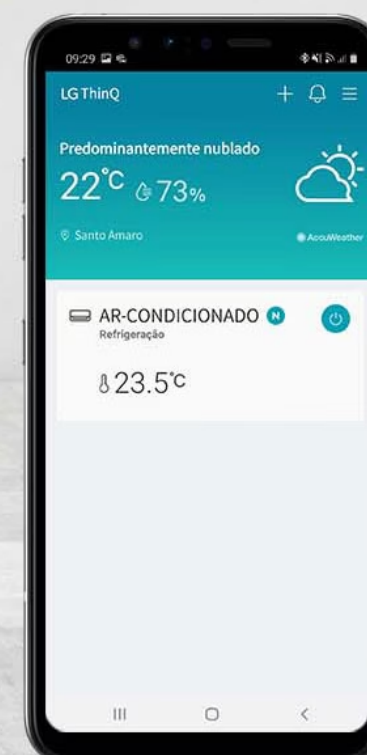 09:29
LG ThinQ
Predominantemente nublado
22°C 73%
Santo Amaro
AccuWeather
AR-CONDICIONADO N
Refrigeração
23.5°C